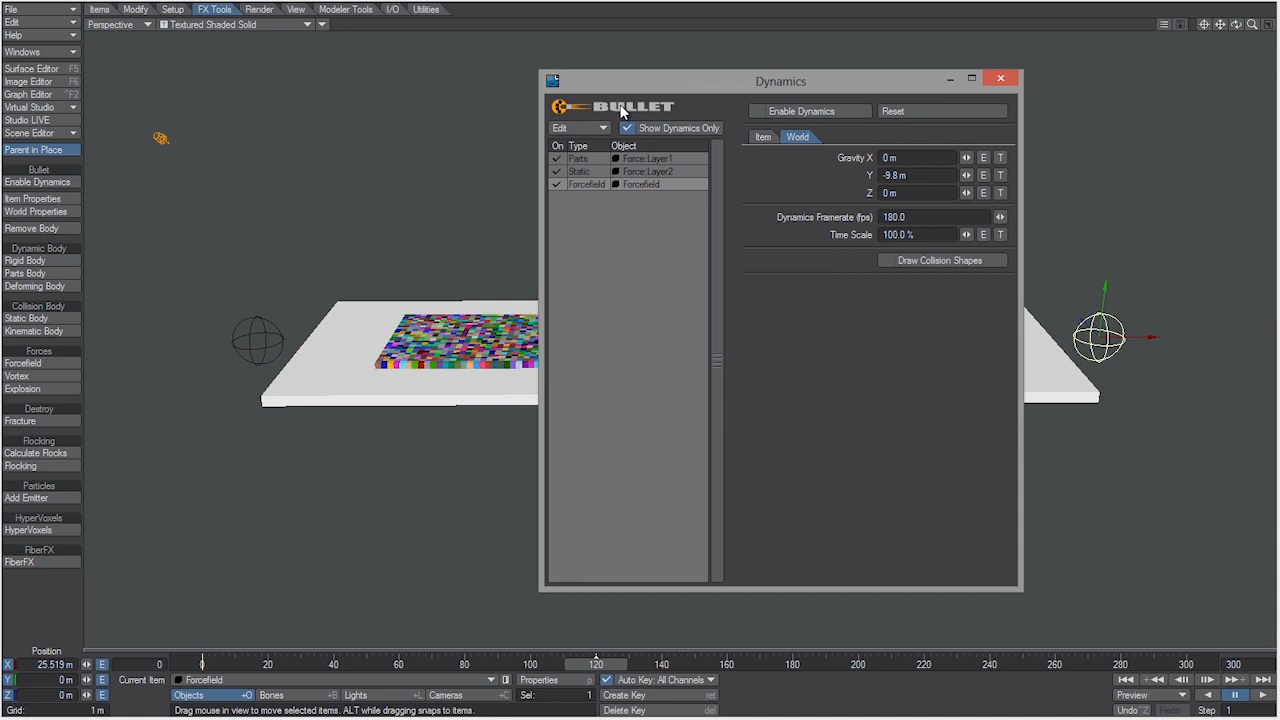 File Items Modify Setup FX Tools Render View Modeler Tools I/O Utilities
Edit Perspective Textured Shaded Solid
Help
Windows
Surface Editor F5
Image Editor F6
Graph Editor ^F2
Virtual Studio
Studio LIVE
Scene Editor
Parent in Place
Bullet
Enable Dynamics
Item Properties
World Properties
Remove Body
Dynamic Body
Rigid Body
Parts Body
Deforming Body
Collision Body
Static Body
Kinematic Body
Forces
Forcefield
Vortex
Explosion
Destroy
Fracture
Flocking
Calculate Flocks
Flocking
Particles
Add Emitter
HyperVoxels
HyperVoxels
FiberFX
FiberFX
Dynamics
BULLET
Edit Show Dynamics Only
On Type Object
Parts Force:Layer1
Static Force:Layer2
Forcefield Forcefield
Enable Dynamics Reset
Item World
Gravity X 0 m E T
Y -9.8 m E T
Z 0 m E T
Dynamics Framerate (fps) 180.0
Time Scale 100.0 % E T
Draw Collision Shapes
Position
X 25.519 m E 0 0 20 40 60 80 100 120 140 160 180 200 220 240 260 280 300 300
Y 0 m E Current Item Forcefield Properties p Auto Key: All Channels
Z 0 m E Objects +O Bones +B Lights +L Cameras +C Sel: 1 Create Key ret Preview
Grid: 1 m Drag mouse in view to move selected items. ALT while dragging snaps to items. Delete Key del Undo ^Z Redo Step 1